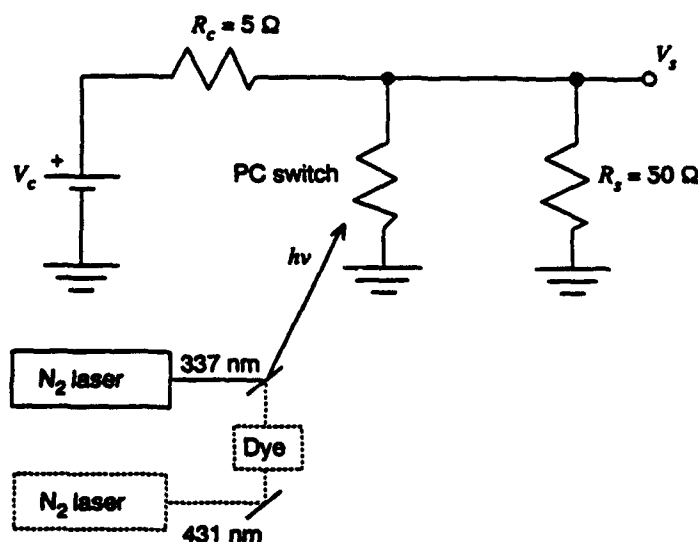 R_c = 5 Ω
V_s
+
V_c
PC switch
R_s = 50 Ω
hν
337 nm
N₂ laser
Dye
N₂ laser
431 nm